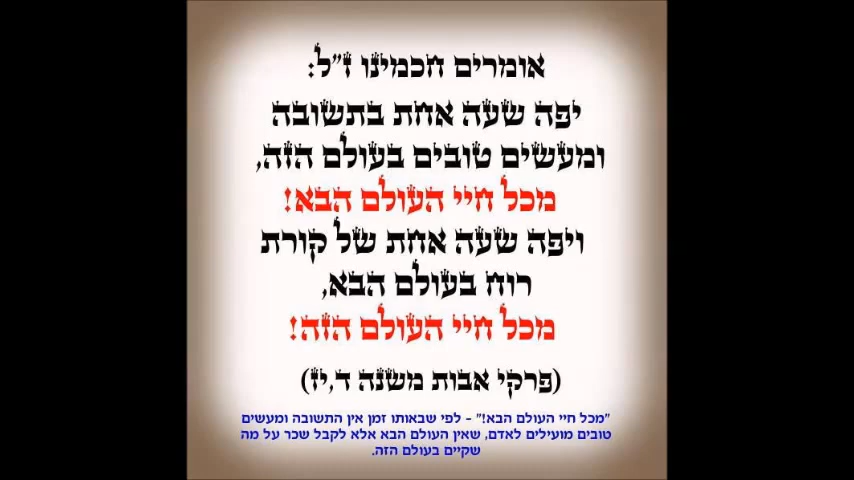 אומרים חכמינו ז"ל:
יפה שעה אחת בתשובה
ומעשים טובים בעולם הזה,
מכל חיי העולם הבא!
ויפה שעה אחת של קורת
רוח בעולם הבא,
מכל חיי העולם הזה!
(פרקי אבות משנה ד,יז)
"מכל חיי העולם הבא!" - לפי שבאותו זמן אין התשובה ומעשים
טובים מועילים לאדם, שאין העולם הבא אלא לקבל שכר על מה
שקיים בעולם הזה.